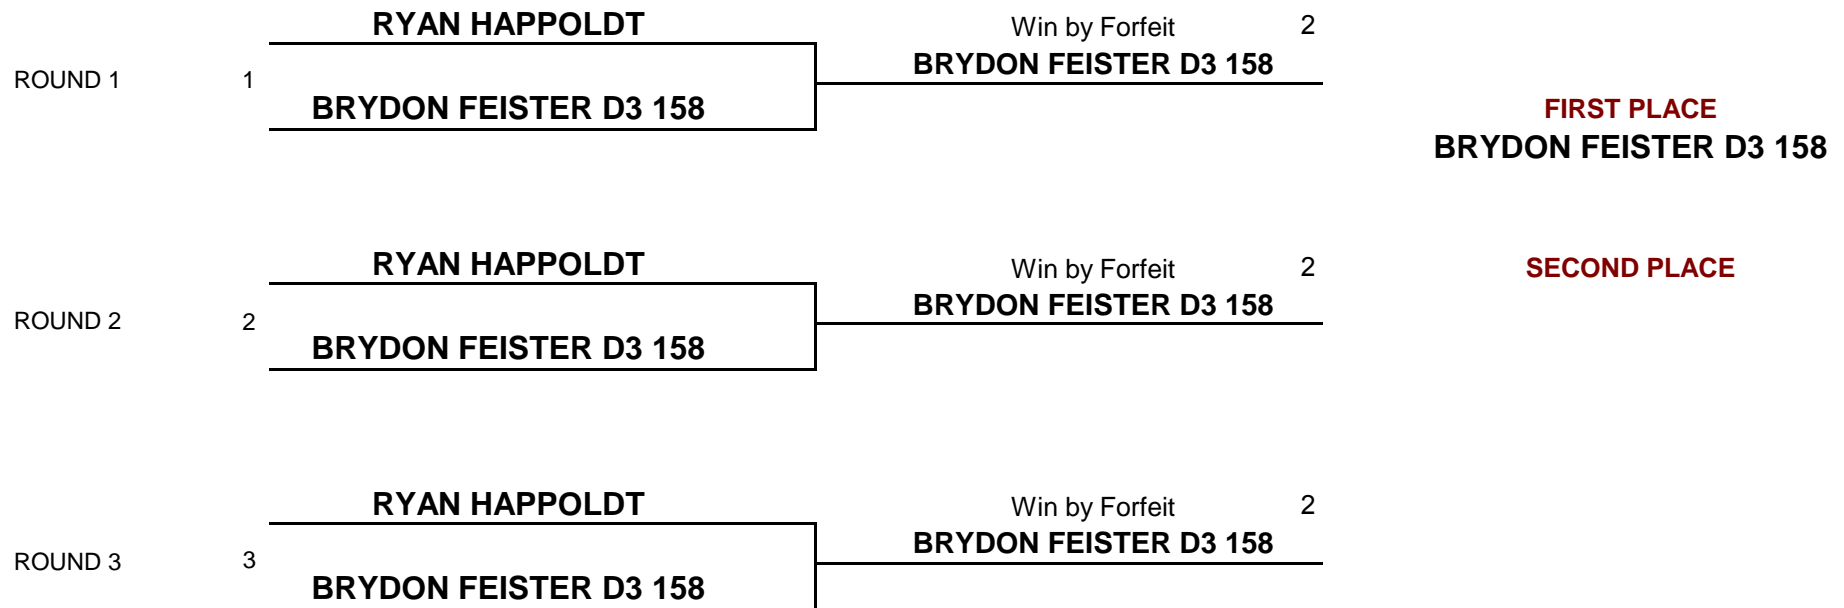 RYAN HAPPOLDT
Win by Forfeit 2
BRYDON FEISTER D3 158
ROUND 1 1
BRYDON FEISTER D3 158
FIRST PLACE
BRYDON FEISTER D3 158
RYAN HAPPOLDT
Win by Forfeit 2
SECOND PLACE
BRYDON FEISTER D3 158
ROUND 2 2
BRYDON FEISTER D3 158
RYAN HAPPOLDT
Win by Forfeit 2
BRYDON FEISTER D3 158
ROUND 3 3
BRYDON FEISTER D3 158